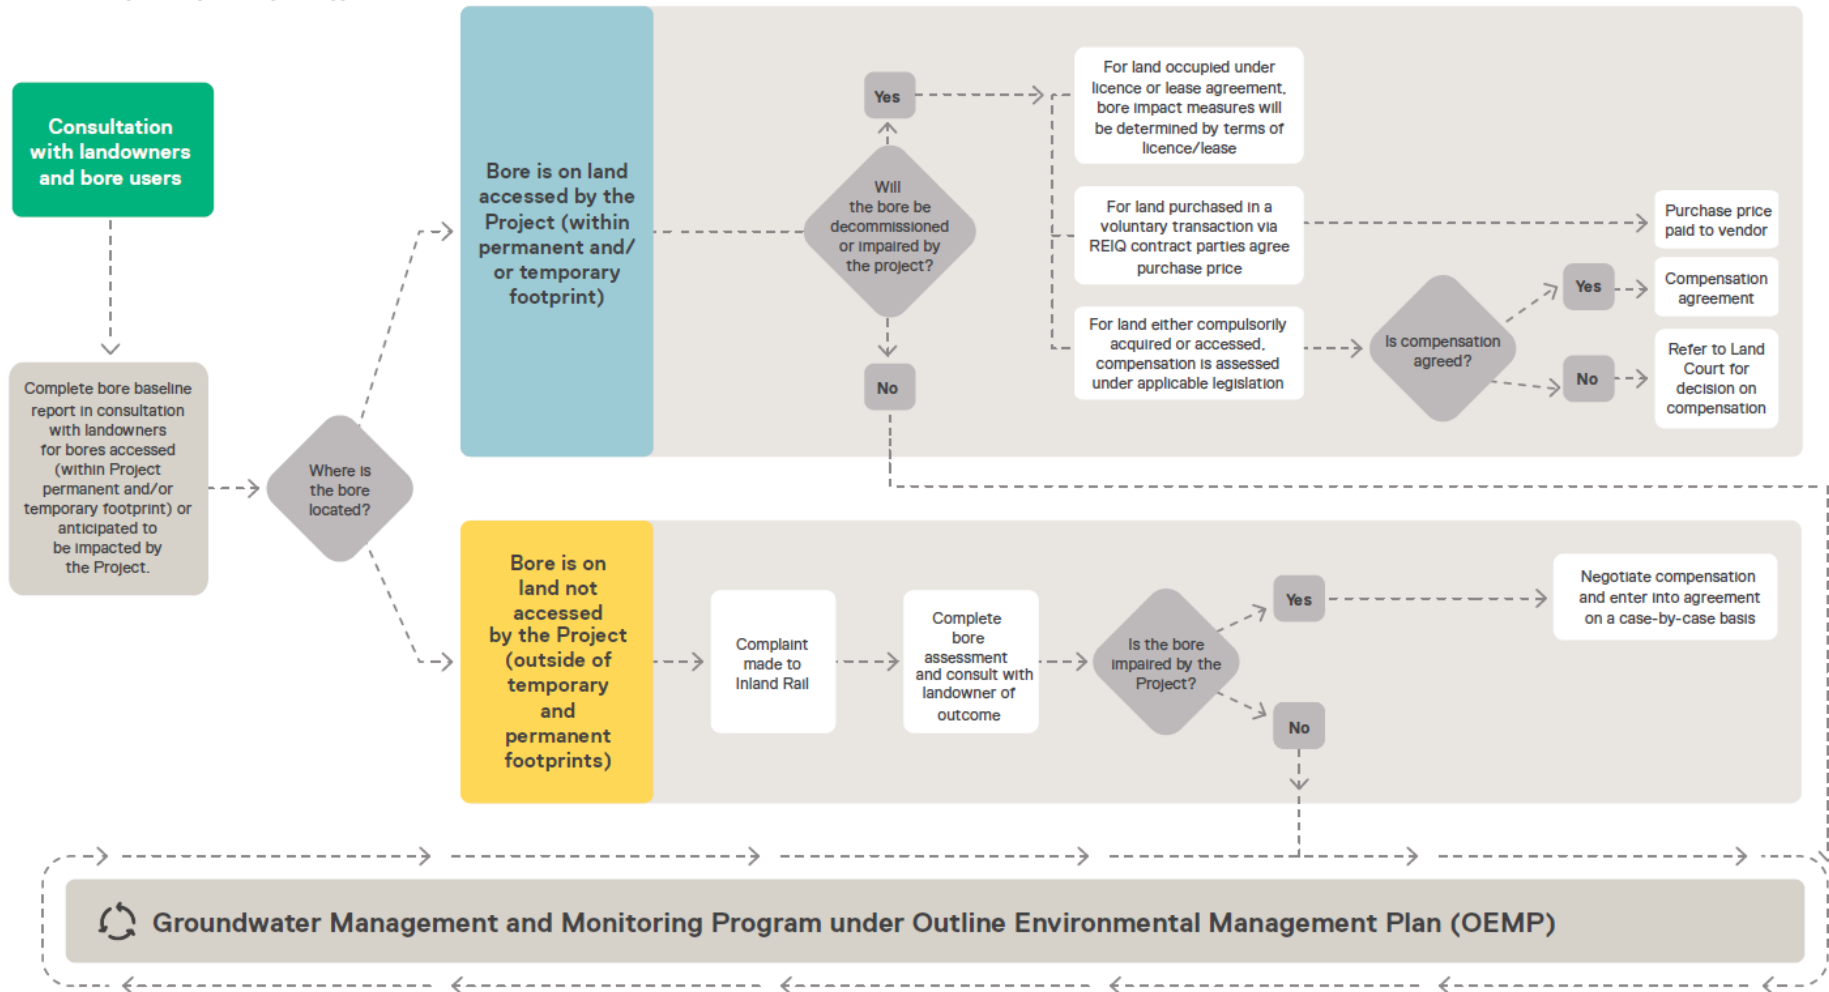 Consultation
with landowners
and bore users
Complete bore baseline
report in consultation
with landowners
for bores accessed
(within Project
permanent and/or
temporary footprint) or
anticipated to
be impacted by
the Project.
Where is
the bore
located?
Bore is on land
accessed by the
Project (within
permanent and/
or temporary
footprint)
Will
the bore be
decommissioned
or impaired by
the project?
Yes
No
For land occupied under
licence or lease agreement,
bore impact measures will
be determined by terms of
licence/lease
For land purchased in a
voluntary transaction via
REIQ contract parties agree
purchase price
Purchase price
paid to vendor
For land either compulsorily
acquired or accessed,
compensation is assessed
under applicable legislation
Is compensation
agreed?
Yes
Compensation
agreement
No
Refer to Land
Court for
decision on
compensation
Bore is on
land not
accessed
by the Project
(outside of
temporary
and
permanent
footprints)
Complaint
made to
Inland Rail
Complete
bore
assessment
and consult with
landowner of
outcome
Is the bore
impaired by the
Project?
Yes
Negotiate compensation
and enter into agreement
on a case-by-case basis
No
Groundwater Management and Monitoring Program under Outline Environmental Management Plan (OEMP)